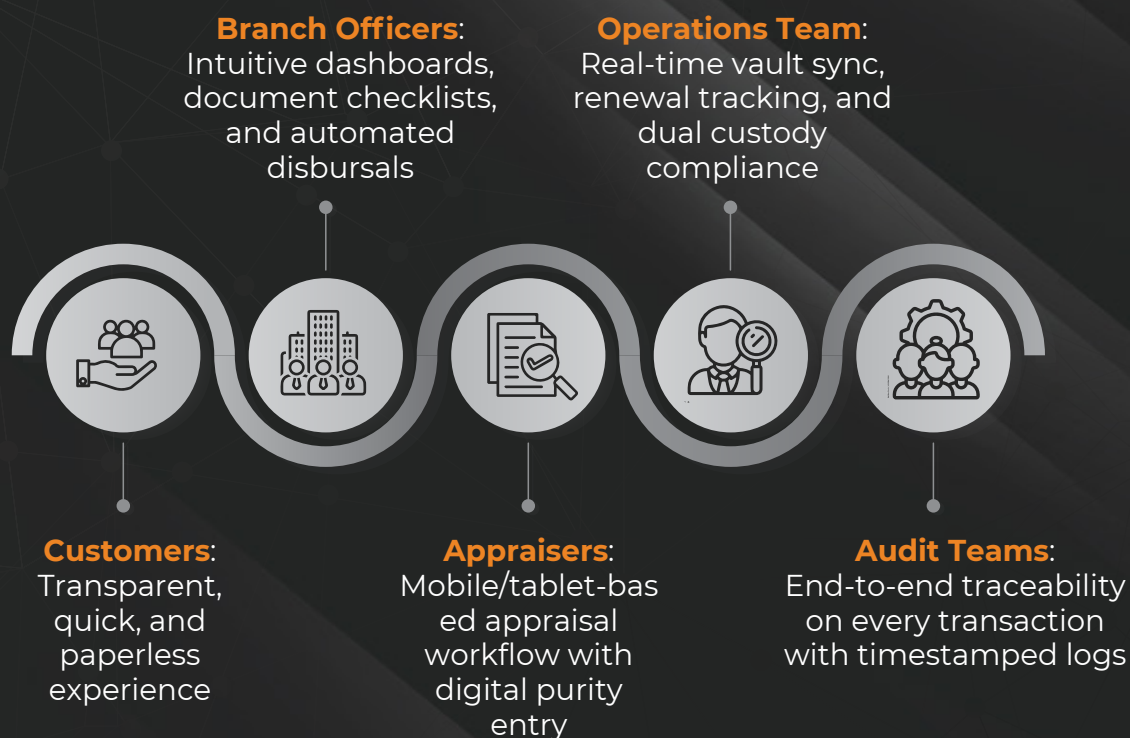 Branch Officers:
Intuitive dashboards,
document checklists,
and automated
disbursals
Operations Team:
Real-time vault sync,
renewal tracking, and
dual custody
compliance
Customers:
Transparent,
quick, and
paperless
experience
Appraisers:
Mobile/tablet-bas
ed appraisal
workflow with
digital purity
entry
Audit Teams:
End-to-end traceability
on every transaction
with timestamped logs